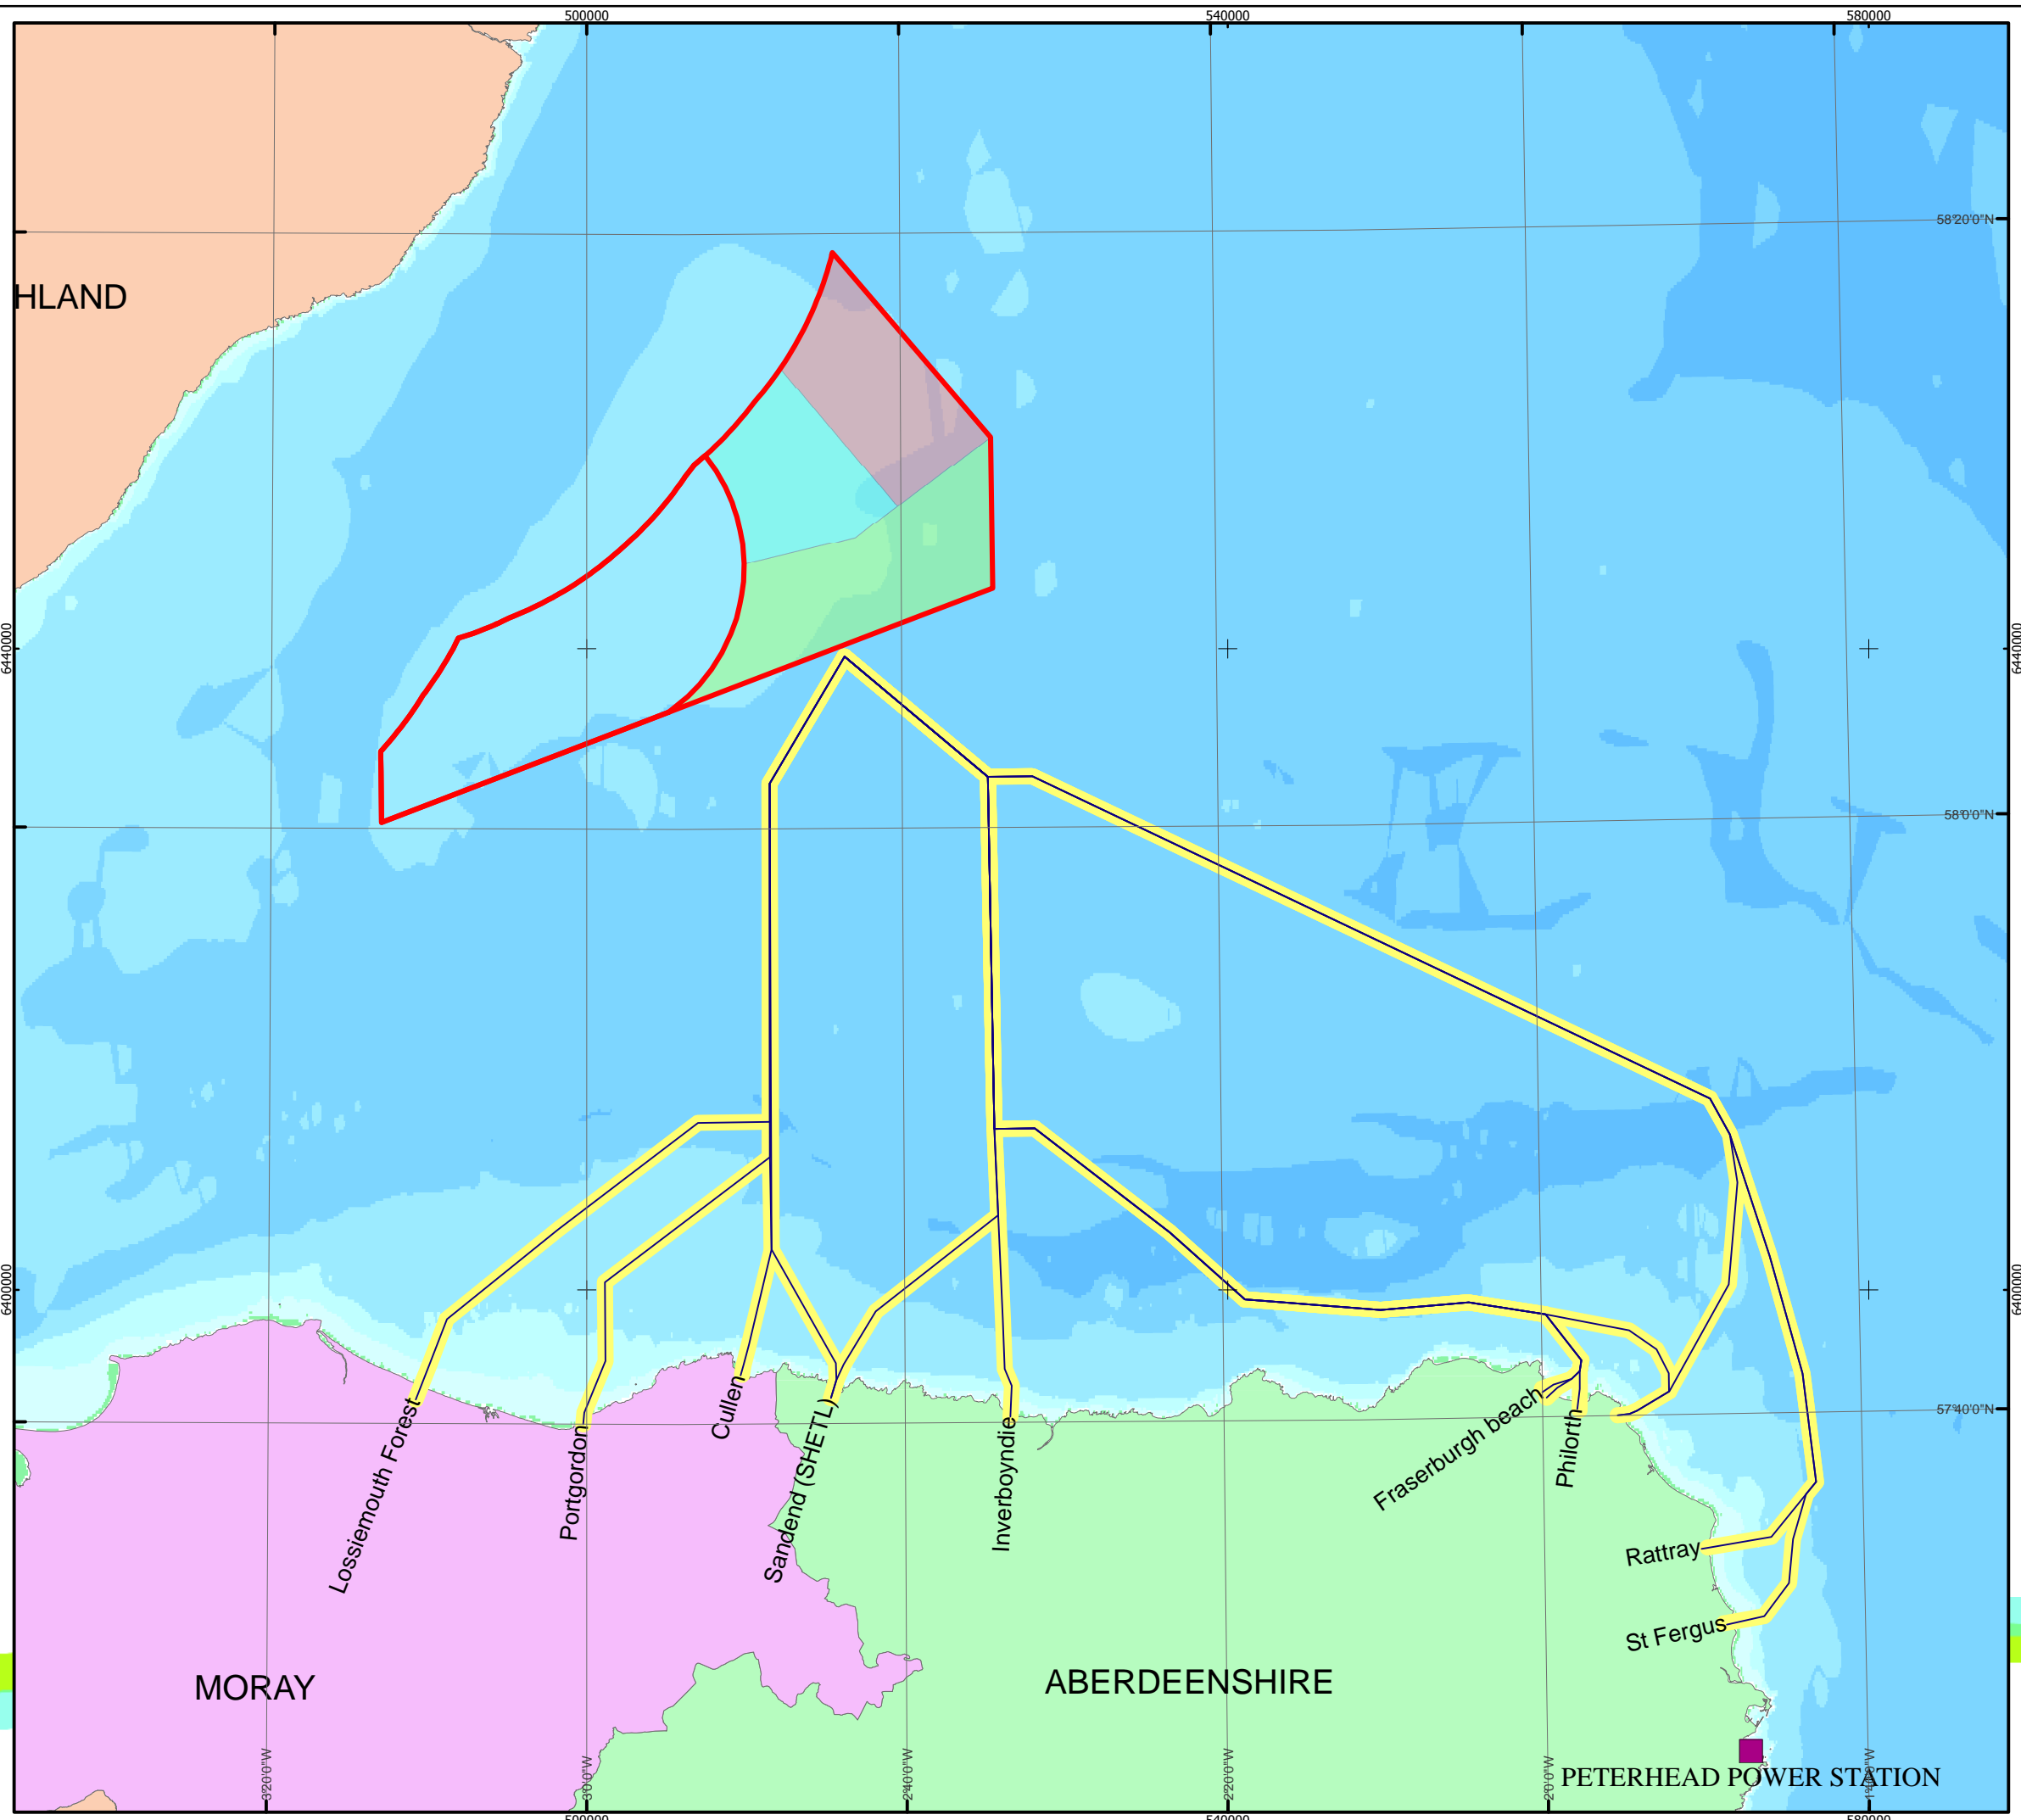 500000
540000
580000
58°20'0"N
HLAND
6440000
6440000
58°0'0"N
6400000
6400000
57°40'0"N
Lossiemouth Forest
Portgordon
Cullen
Sandend (SHETL)
Inverboyndie
Fraserburgh beach
Philorth
Rattray
St Fergus
MORAY
ABERDEENSHIRE
PETERHEAD POWER STATION
3°20'0"W
3°0'0"W
2°40'0"W
2°20'0"W
2°0'0"W
1°40'0"W
500000
540000
580000